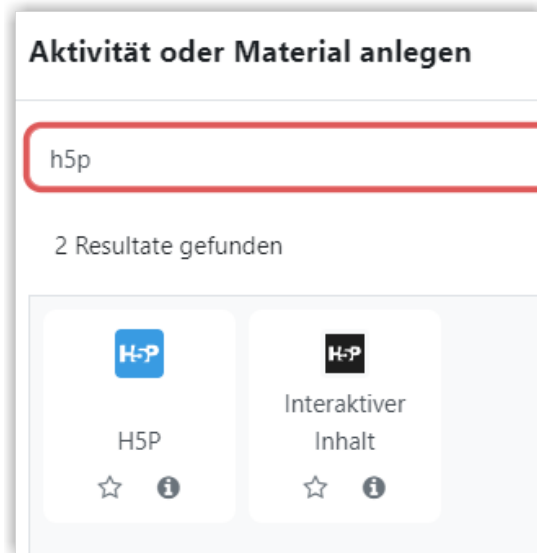 Aktivität oder Material anlegen
h5p
2 Resultate gefunden
H5P
H5P
H5P
Interaktiver
Inhalt